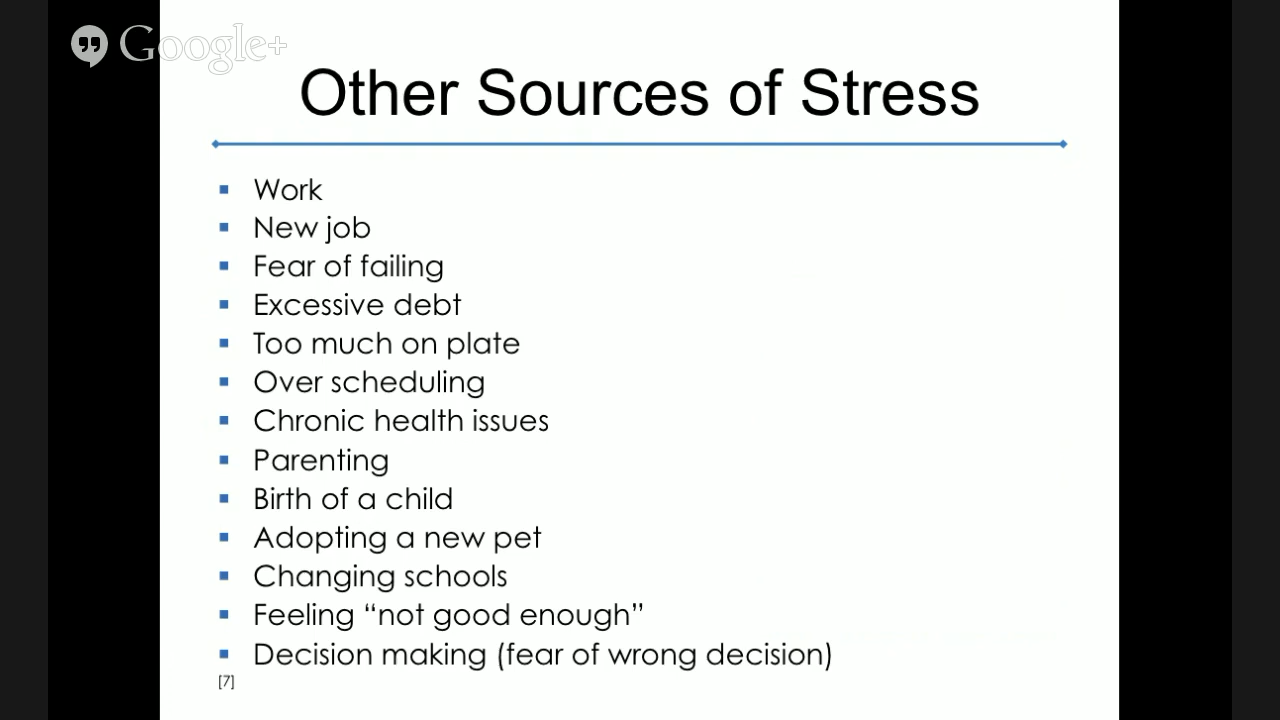 Google+
Other Sources of Stress
Work
New job
Fear of failing
Excessive debt
Too much on plate
Over scheduling
Chronic health issues
Parenting
Birth of a child
Adopting a new pet
Changing schools
Feeling “not good enough”
Decision making (fear of wrong decision)
[7]